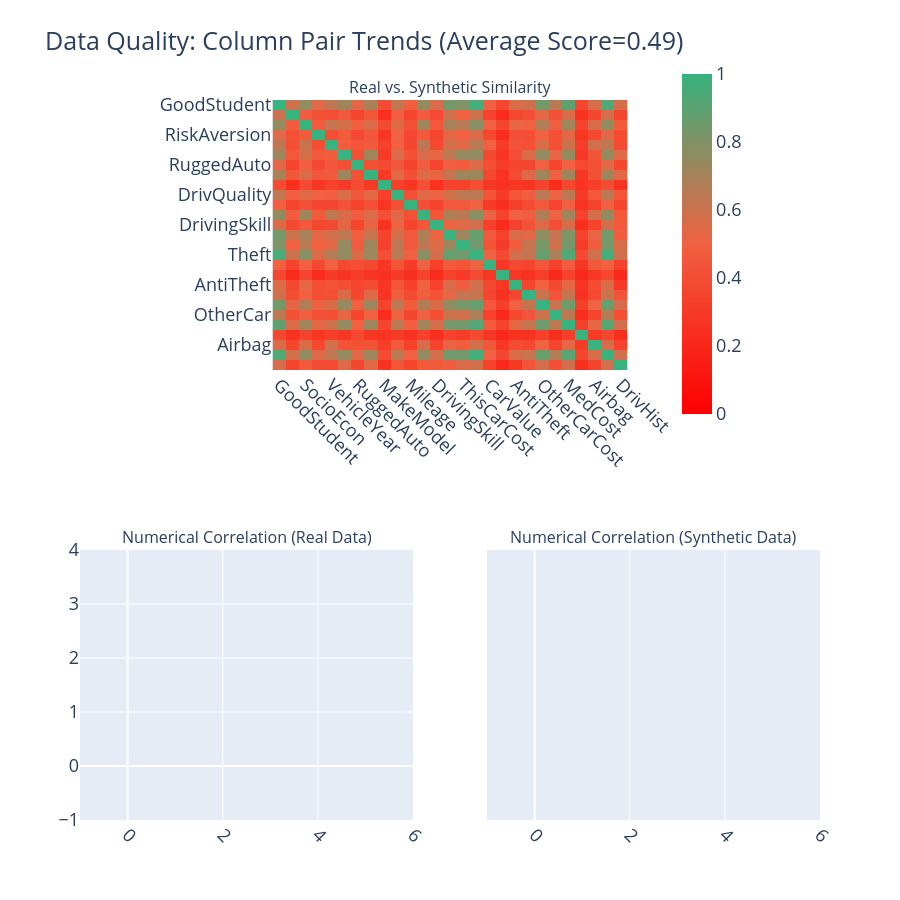 Data Quality: Column Pair Trends (Average Score=0.49)
Real vs. Synthetic Similarity
GoodStudent
RiskAversion
RuggedAuto
DrivQuality
DrivingSkill
Theft
AntiTheft
OtherCar
Airbag
GoodStudent
SocioEcon
VehicleYear
RuggedAuto
MakeModel
Mileage
DrivingSkill
ThisCarCost
CarValue
AntiTheft
OtherCarCost
MedCost
Airbag
DrivHist
1
0.8
0.6
0.4
0.2
0
Numerical Correlation (Real Data)
4
3
2
1
0
−1
0 2 4 6
Numerical Correlation (Synthetic Data)
0 2 4 6